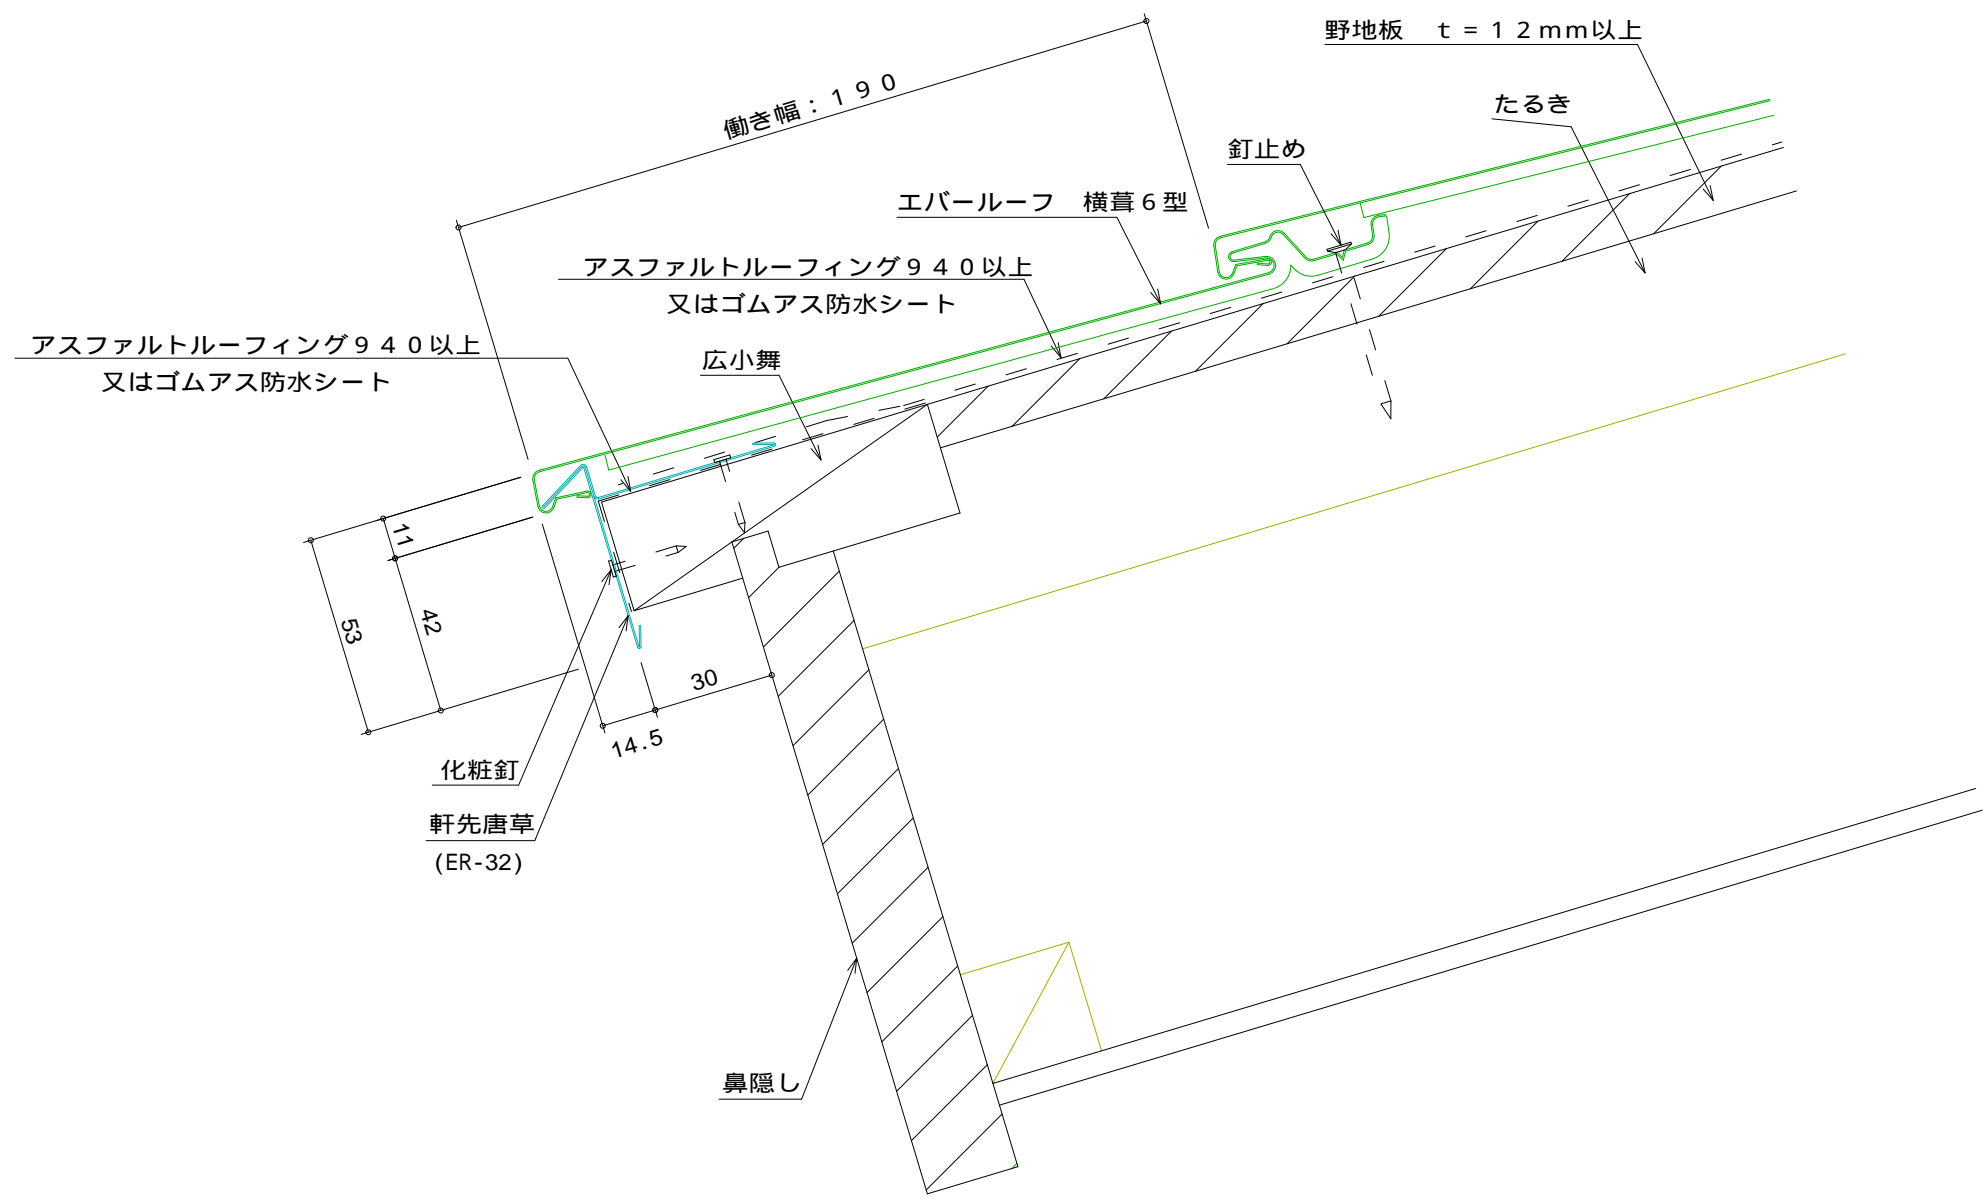 野地板　ｔ＝１２mm以上
働き幅：１９０
たるき
釘止め
エバールーフ　横葺６型
アスファルトルーフィング９４０以上
又はゴムアス防水シート
アスファルトルーフィング９４０以上
又はゴムアス防水シート
広小舞
11
53
42
30
14.5
化粧釘
軒先唐草
(ER-32)
鼻隠し